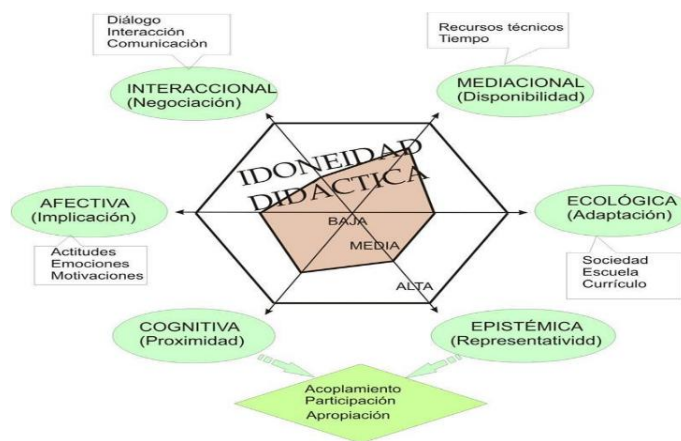 Diálogo
Interacción
Comunicaciòn
Recursos técnicos
Tiempo
INTERACCIONAL
(Negociación)
MEDIACIONAL
(Disponibilidad)
IDONEIDAD
DIDACTICA
AFECTIVA
(Implicación)
BAJA
MEDIA
ALTA
ECOLÓGICA
(Adaptación)
Actitudes
Emociones
Motivaciones
Sociedad
Escuela
Currículo
COGNITIVA
(Proximidad)
EPISTÉMICA
(Representatividd)
Acoplamiento
Participación
Apropiación